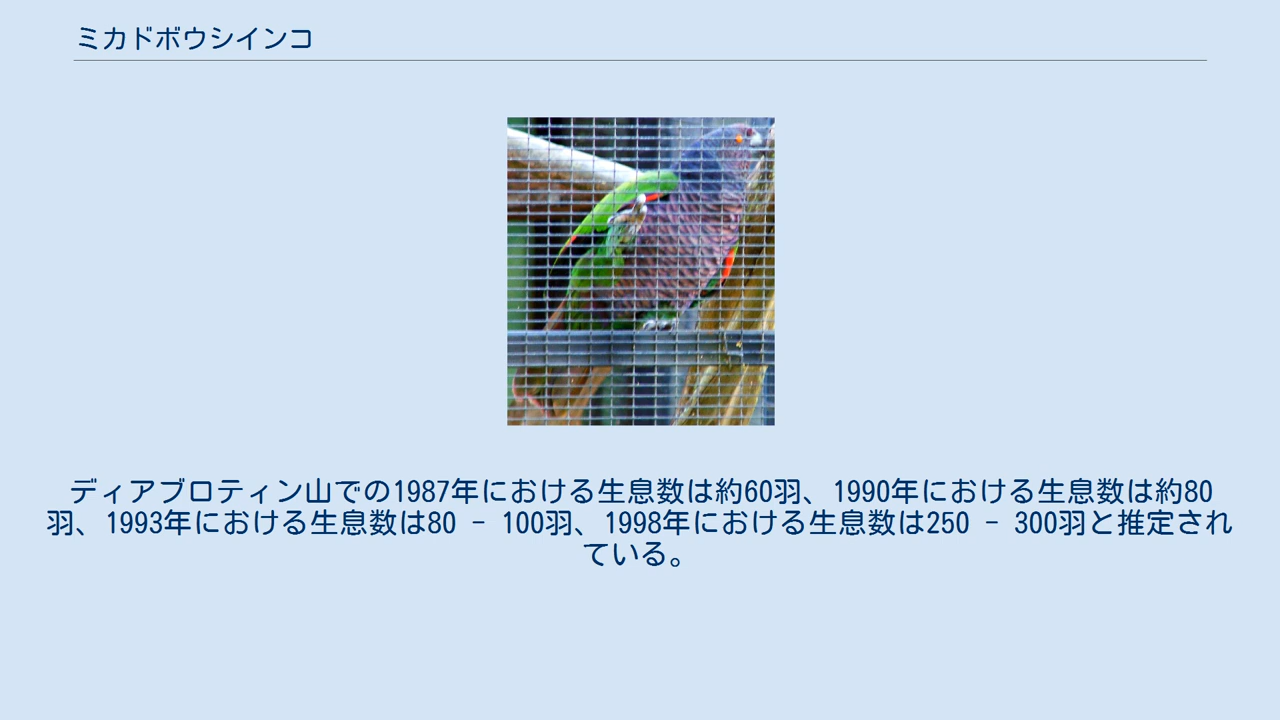 ミカドボウシインコ
ディアブロティン山での1987年における生息数は約60羽、1990年における生息数は約80
羽、1993年における生息数は80 - 100羽、1998年における生息数は250 - 300羽と推定され
ている。